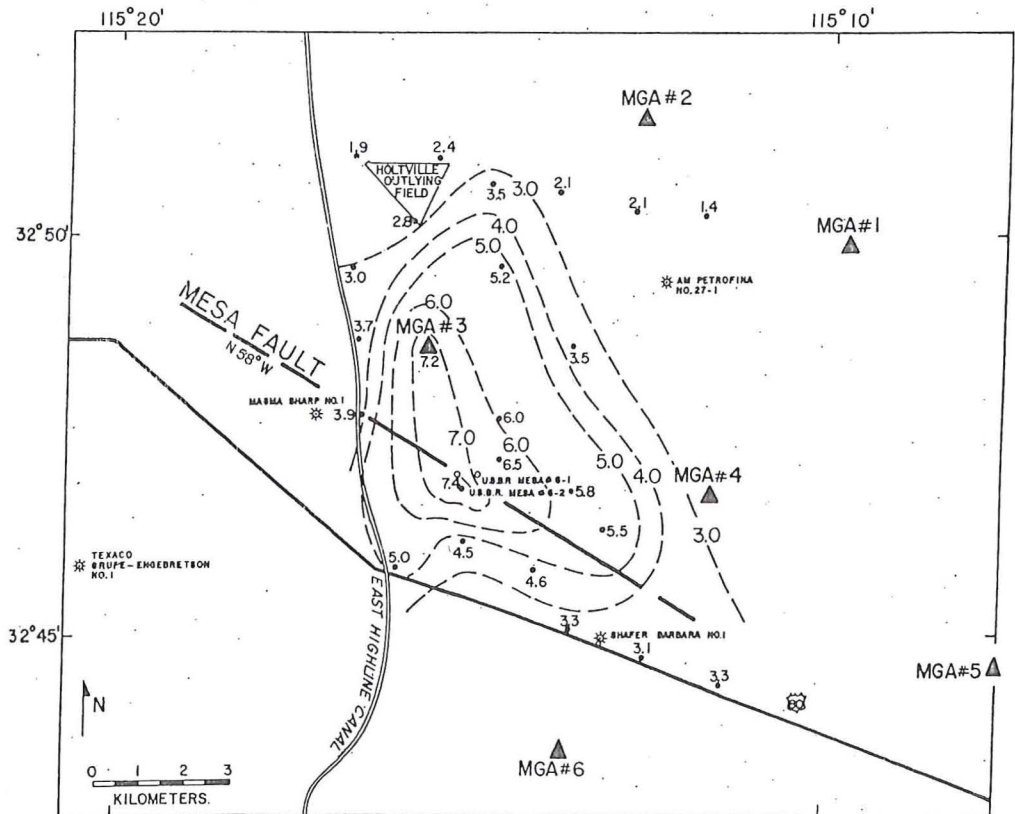 115°20'
115°10'
MGA#2
1.9
2.4
HOLTVILLE
OUTLYING
FIELD
3.5
3.0
2.1
2.1
1.4
2.8
4.0
MGA#1
32°50'
5.0
3.0
5.2
AM PETROFINA
NO. 27-1
MESA FAULT
N 58° W
6.0
MGA#3
7.2
3.7
3.5
MAGMA SHARP NO.1
3.9
6.0
7.0
6.0
6.5
5.0
4.0
MGA#4
7.4
U.S.B.R. MESA 6-1
U.S.B.R. MESA 6-2
5.8
5.5
3.0
TEXACO
GRUPE-ENGEBRETSON
NO.1
5.0
4.5
4.6
EAST HIGHLINE CANAL
32°45'
3.3
SHAFER BARBARA NO.1
3.1
3.3
MGA#5
80
N
MGA#6
0 1 2 3
KILOMETERS.